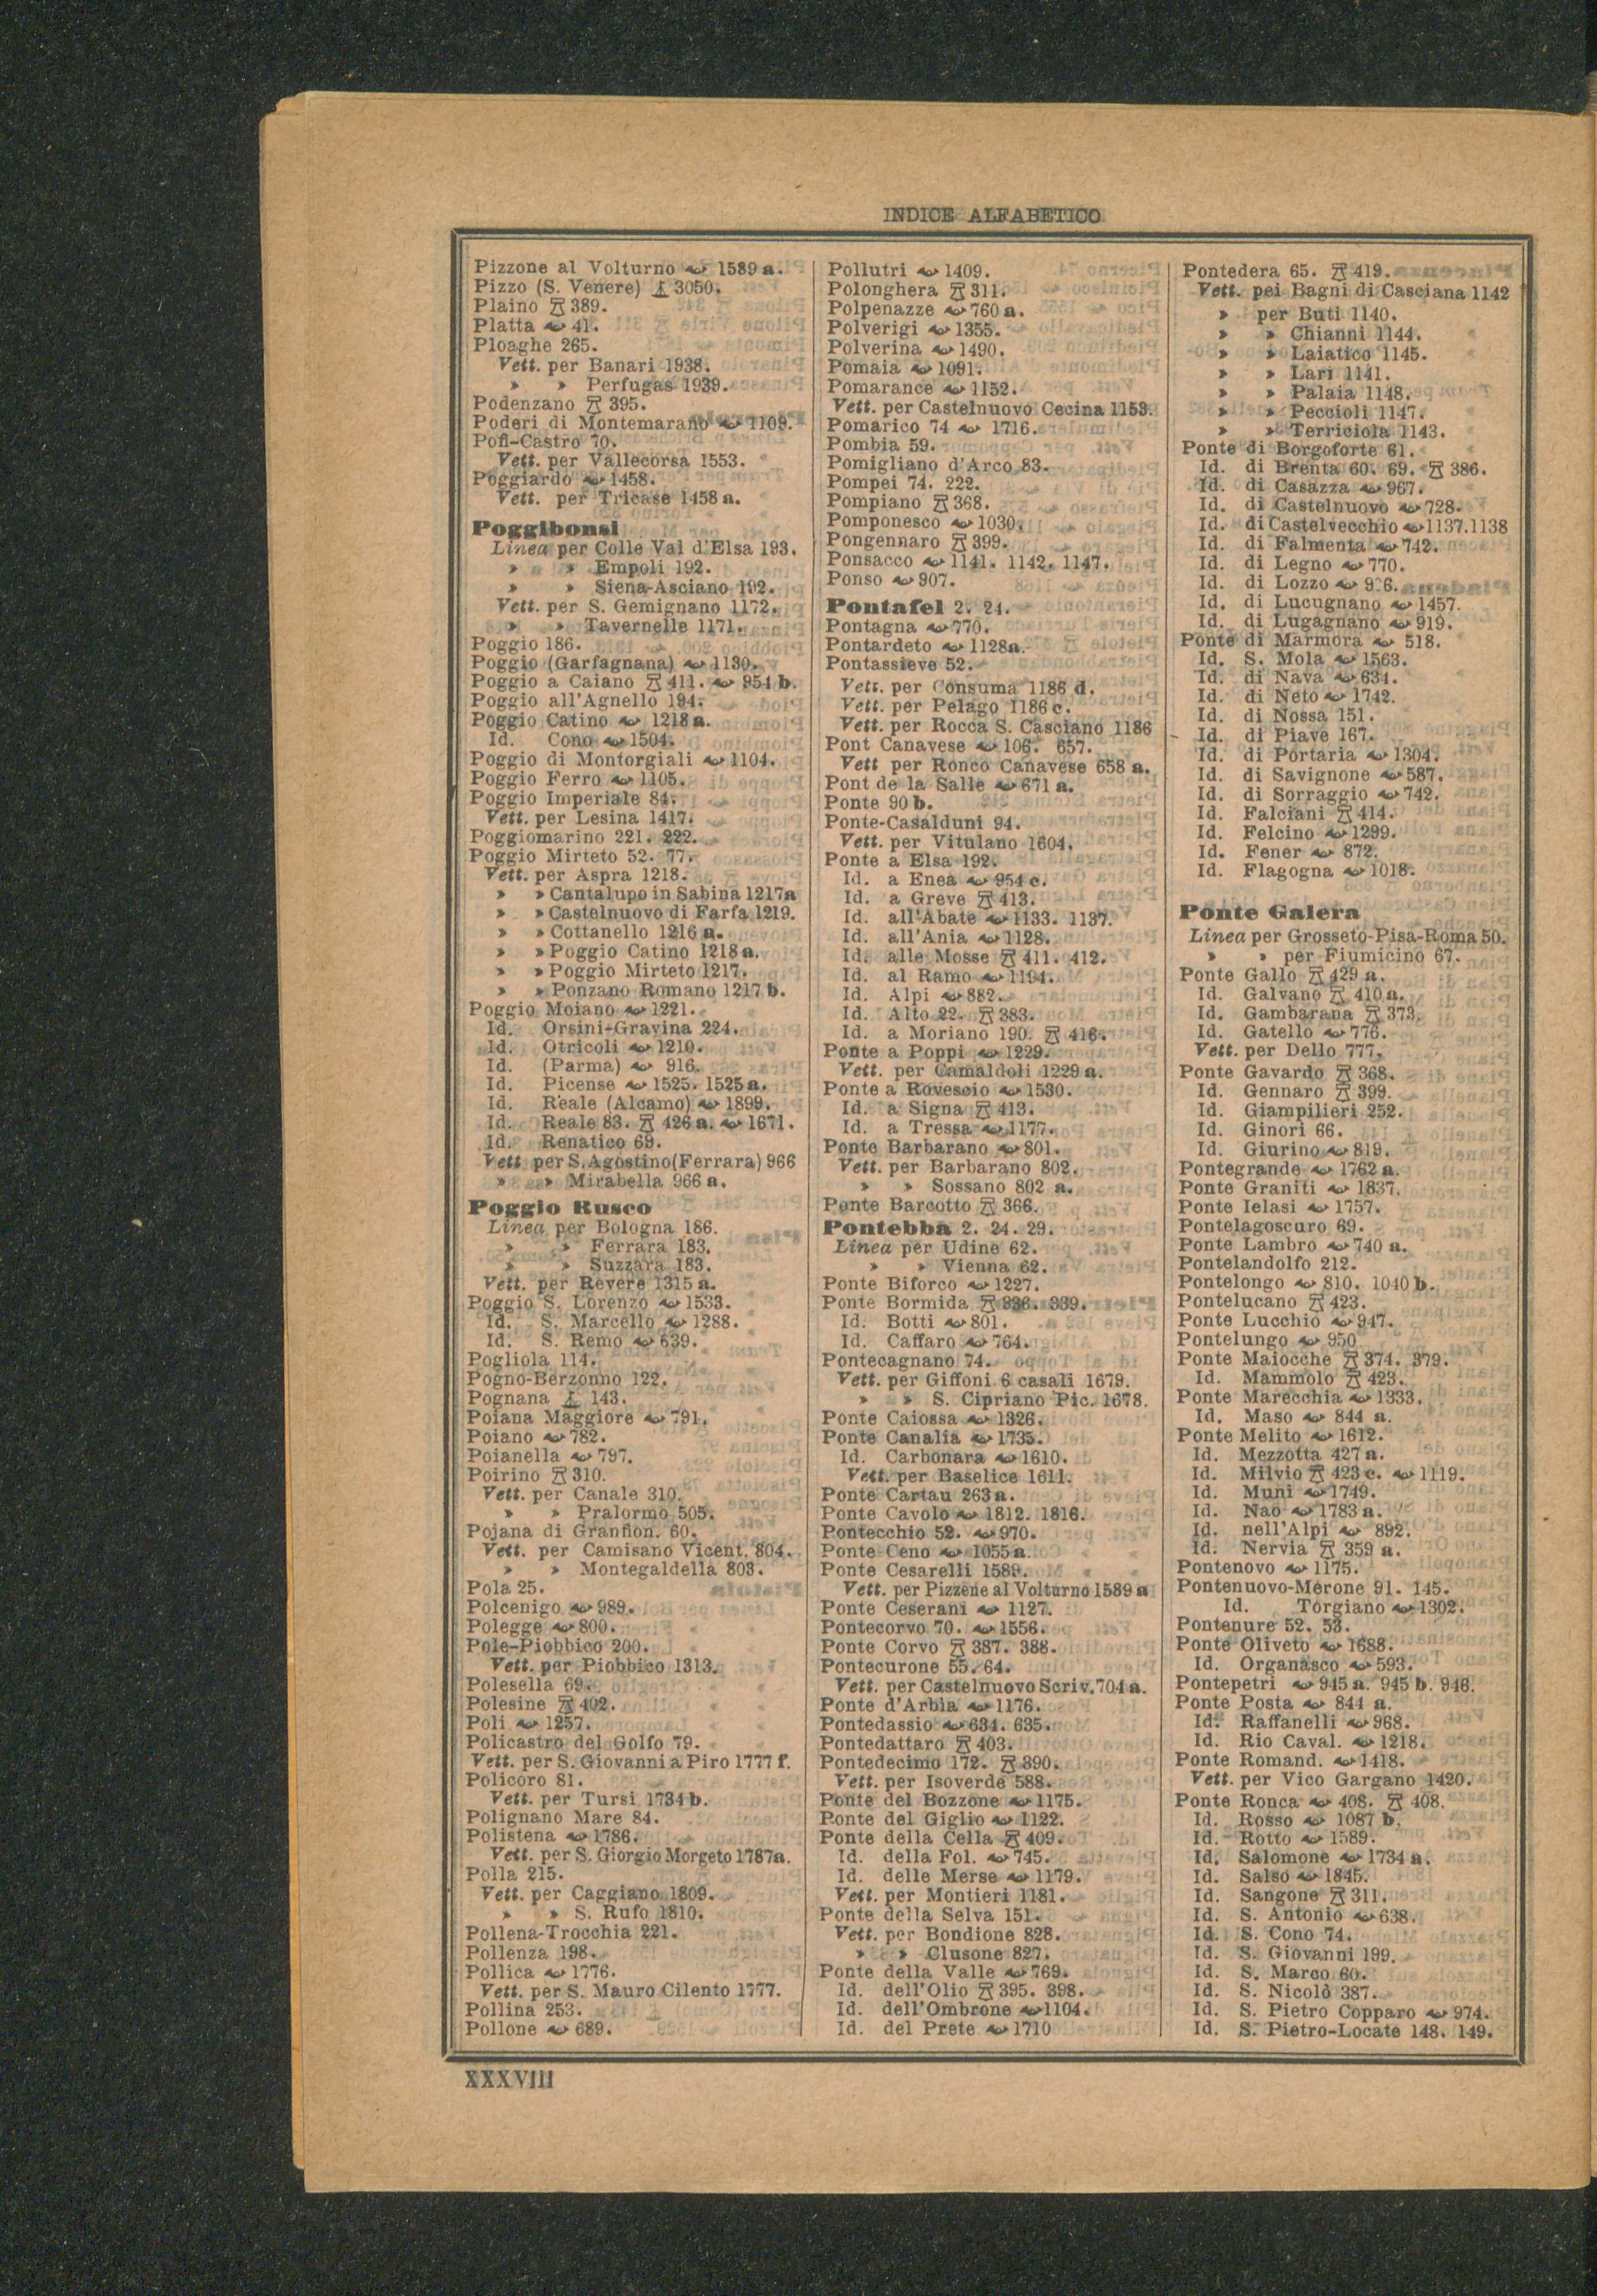 INDICE ALFABETICO
Pizzone al Volturno 1589 a.
Pizzo (S. Venere) 3050.
Plaino 389.
Platta 41.
Ploaghe 265.
Vett. per Banari 1938.
» » Perfugas 1939.
Podenzano 395.
Poderi di Montemarano 1109.
Pofi-Castro 70.
Vett. per Vallecorsa 1553.
Poggiardo 1458.
Vett. per Tricase 1458 a.
Poggibonsi
Linea per Colle Val d'Elsa 193.
» » Empoli 192.
» » Siena-Asciano 192.
Vett. per S. Gemignano 1172.
» » Tavernelle 1171.
Poggio 186.
Poggio (Garfagnana) 1130.
Poggio a Caiano 411. 954 b.
Poggio all'Agnello 194.
Poggio Catino 1218 a.
Id. Cono 1504.
Poggio di Montorgiali 1104.
Poggio Ferro 1105.
Poggio Imperiale 84.
Vett. per Lesina 1417.
Poggiomarino 221. 222.
Poggio Mirteto 52. 77.
Vett. per Aspra 1218.
» » Cantalupo in Sabina 1217a
» » Castelnuovo di Farfa 1219.
» » Cottanello 1216 a.
» » Poggio Catino 1218 a.
» » Poggio Mirteto 1217.
» » Ponzano Romano 1217 b.
Poggio Moiano 1221.
Id. Orsini-Gravina 224.
Id. Otricoli 1210.
Id. (Parma) 916.
Id. Picense 1525. 1525 a.
Id. Reale (Alcamo) 1899.
Id. Reale 83. 426 a. 1671.
Id. Renatico 69.
Vett per S. Agostino (Ferrara) 966
» » Mirabella 966 a.
Poggio Rusco
Linea per Bologna 186.
» » Ferrara 183.
» » Suzzara 183.
Vett. per Revere 1315 a.
Poggio S. Lorenzo 1533.
Id. S. Marcello 1288.
Id. S. Remo 639.
Pogliola 114.
Pogno-Berzonno 122.
Pognana 143.
Poiana Maggiore 791.
Poiano 782.
Poianella 797.
Poirino 310.
Vett. per Canale 310.
» » Pralormo 505.
Pojana di Granfion. 60.
Vett. per Camisano Vicent. 804.
» » Montegaldella 803.
Pola 25.
Polcenigo 989.
Polegge 800.
Pole-Piobbico 200.
Vett. per Piobbico 1313.
Polesella 69.
Polesine 402.
Poli 1257.
Policastro del Golfo 79.
Vett. per S. Giovanni a Piro 1777 f.
Policoro 81.
Vett. per Tursi 1734 b.
Polignano Mare 84.
Polistena 1786.
Vett. per S. Giorgio Morgeto 1787a.
Polla 215.
Vett. per Caggiano 1809.
» » S. Rufo 1810.
Pollena-Trocchia 221.
Pollenza 198.
Pollica 1776.
Vett. per S. Mauro Cilento 1777.
Pollina 253.
Pollone 689.
Pollutri 1409.
Polonghera 311.
Polpenazze 760 a.
Polverigi 1355.
Polverina 1490.
Pomaia 1091.
Pomarance 1152.
Vett. per Castelnuovo Cecina 1153.
Pomarico 74 1716.
Pombia 59.
Pomigliano d'Arco 83.
Pompei 74. 222.
Pompiano 368.
Pomponesco 1030.
Pongennaro 399.
Ponsacco 1141. 1142. 1147.
Ponso 907.
Pontafel 2. 24.
Pontagna 770.
Pontardeto 1128a.
Pontassieve 52.
Vett. per Consuma 1186 d.
Vett. per Pelago 1186 c.
Vett. per Rocca S. Casciano 1186
Pont Canavese 106. 657.
Vett per Ronco Canavese 658 a.
Pont de la Salle 671 a.
Ponte 90 b.
Ponte-Casalduni 94.
Vett. per Vitulano 1604.
Ponte a Elsa 192.
Id. a Enea 954 c.
Id. a Greve 413.
Id. all'Abate 1133. 1137.
Id. all'Ania 1128.
Id. alle Mosse 411. 412.
Id. al Ramo 1194.
Id. Alpi 882.
Id. Alto 22. 383.
Id. a Moriano 190. 416.
Ponte a Poppi 1229.
Vett. per Camaldoli 1229 a.
Ponte a Rovescio 1530.
Id. a Signa 413.
Id. a Tressa 1177.
Ponte Barbarano 801.
Vett. per Barbarano 802.
» » Sossano 802 a.
Ponte Barcotto 366.
Pontebba 2. 24. 29.
Linea per Udine 62.
» » Vienna 62.
Ponte Biforco 1227.
Ponte Bormida 336. 339.
Id. Botti 801.
Id. Caffaro 764.
Pontecagnano 74.
Vett. per Giffoni 6 casali 1679.
» » S. Cipriano Pic. 1678.
Ponte Caiossa 1326.
Ponte Canalia 1735.
Id. Carbonara 1610.
Vett. per Baselice 1611.
Ponte Cartau 263 a.
Ponte Cavolo 1812. 1816.
Pontecchio 52. 970.
Ponte Ceno 1055 a.
Ponte Cesarelli 1589.
Vett. per Pizzene al Volturno 1589 a
Ponte Ceserani 1127.
Pontecorvo 70. 1556.
Ponte Corvo 387. 388.
Pontecurone 55. 64.
Vett. per Castelnuovo Scriv. 704 a.
Ponte d'Arbia 1176.
Pontedassio 634. 635.
Pontedattaro 403.
Pontedecimo 172. 390.
Vett. per Isoverde 588.
Ponte del Bozzone 1175.
Ponte del Giglio 1122.
Ponte della Cella 409.
Id. della Fol. 745.
Id. delle Merse 1179.
Vett. per Montieri 1181.
Ponte della Selva 151.
Vett. per Bondione 828.
» » Clusone 827.
Ponte della Valle 769.
Id. dell'Olio 395. 398.
Id. dell'Ombrone 1104.
Id. del Prete 1710
Pontedera 65. 419.
Vett. pei Bagni di Casciana 1142
» per Buti 1140.
» » Chianni 1144.
» » Laiatico 1145.
» » Lari 1141.
» » Palaia 1148.
» » Peccioli 1147.
» » Terriciola 1143.
Ponte di Borgoforte 61.
Id. di Brenta 60. 69. 386.
Id. di Casazza 967.
Id. di Castelnuovo 728.
Id. di Castelvecchio 1137.1138
Id. di Falmenta 742.
Id. di Legno 770.
Id. di Lozzo
Id. di Lucugnano 1457.
Id. di Lugagnano 919.
Ponte di Marmora 518.
Id. S. Mola 1563.
Id. di Nava 634.
Id. di Neto 1742.
Id. di Nossa 151.
Id. di Piave 167.
Id. di Portaria 1304.
Id. di Savignone 587.
Id. di Sorraggio 742.
Id. Falciani 414.
Id. Felcino 1299.
Id. Fener 872.
Id. Flagogna 1018.
Ponte Galera
Linea per Grosseto-Pisa-Roma 50.
» » per Fiumicino 67.
Ponte Gallo 429 a.
Id. Galvano 410 a.
Id. Gambarana 373.
Id. Gatello 776.
Vett. per Dello 777.
Ponte Gavardo 368.
Id. Gennaro 399.
Id. Giampilieri 252.
Id. Ginori 66.
Id. Giurino 819.
Pontegrande 1762 a.
Ponte Graniti 1837.
Ponte Ielasi 1757.
Pontelagoscuro 69.
Ponte Lambro 740 a.
Pontelandolfo 212.
Pontelongo 810. 1040 b.
Pontelucano 423.
Ponte Lucchio 947.
Pontelungo 950
Ponte Maiocche 374. 379.
Id. Mammolo 423.
Ponte Marecchia 1333.
Id. Maso 844 a.
Ponte Melito 1612.
Id. Mezzotta 427 a.
Id. Milvio 423 c. 1119.
Id. Muni 1749.
Id. Nao 1783 a.
Id. nell'Alpi 892.
Id. Nervia 359 a.
Pontenovo 1175.
Pontenuovo-Merone 91. 145.
Id. Torgiano 1302.
Pontenure 52. 53.
Ponte Oliveto 1688.
Id. Organasco 593.
Pontepetri 945 a. 945 b. 946.
Ponte Posta 844 a.
Id. Raffanelli 968.
Id. Rio Caval. 1218.
Ponte Romand. 1418.
Vett. per Vico Gargano 1420.
Ponte Ronca 408. 408.
Id. Rosso 1087 b.
Id. Rotto 1589.
Id. Salomone 1734 a.
Id. Salso 1845.
Id. Sangone 311.
Id. S. Antonio 638.
Id. S. Cono 74.
Id. S. Giovanni 199.
Id. S. Marco 60.
Id. S. Nicolò 387.
Id. S. Pietro Copparo 974.
Id. S. Pietro-Locate 148. 149.
XXXVIII